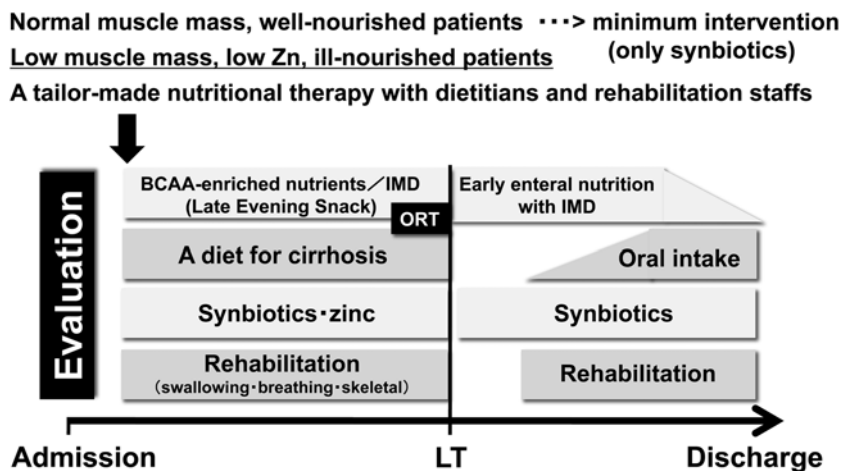 Normal muscle mass, well-nourished patients ···> minimum intervention
(only synbiotics)
Low muscle mass, low Zn, ill-nourished patients
A tailor-made nutritional therapy with dietitians and rehabilitation staffs
Evaluation
BCAA-enriched nutrients／IMD
(Late Evening Snack)
ORT
Early enteral nutrition
with IMD
A diet for cirrhosis
Oral intake
Synbiotics･zinc
Synbiotics
Rehabilitation
(swallowing･breathing･skeletal)
Rehabilitation
Admission
LT
Discharge